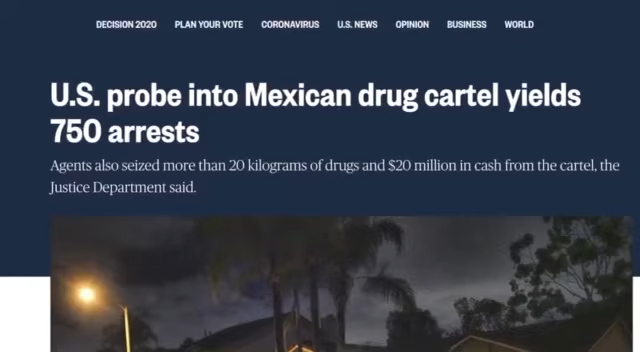 DECISION 2020 PLAN YOUR VOTE CORONAVIRUS U.S. NEWS OPINION BUSINESS WORLD
U.S. probe into Mexican drug cartel yields
750 arrests
Agents also seized more than 20 kilograms of drugs and $20 million in cash from the cartel, the
Justice Department said.